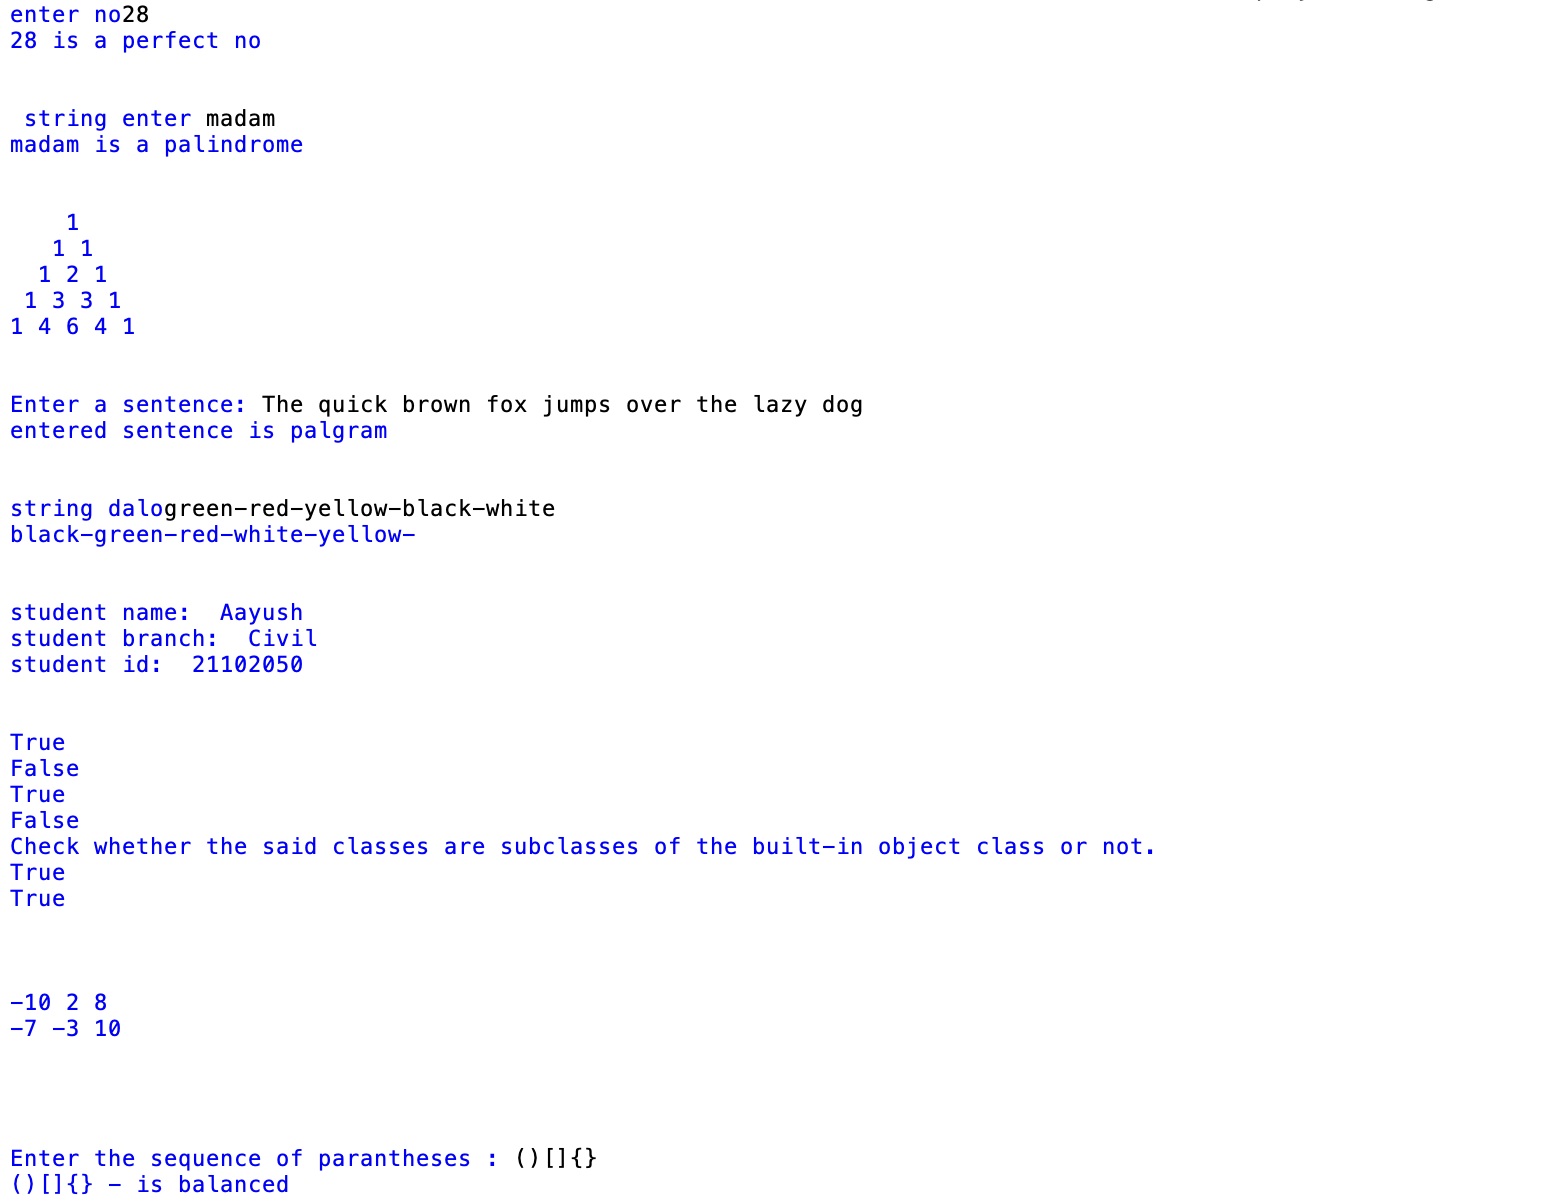 enter no28
28 is a perfect no
string enter madam
madam is a palindrome
1
1 1
1 2 1
1 3 3 1
1 4 6 4 1
Enter a sentence: The quick brown fox jumps over the lazy dog
entered sentence is palgram
string dalogreen-red-yellow-black-white
black-green-red-white-yellow-
student name:  Aayush
student branch:  Civil
student id:  21102050
True
False
True
False
Check whether the said classes are subclasses of the built-in object class or not.
True
True
-10 2 8
-7 -3 10
Enter the sequence of parantheses : ()[]{}
()[]{} - is balanced